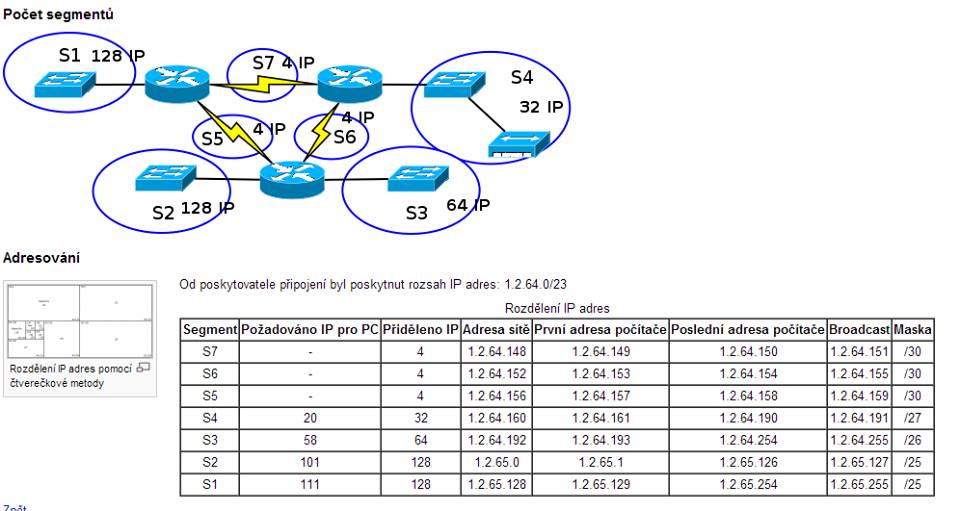 Počet segmentů
S1 128 IP
S7 4 IP
S4
32 IP
S5 4 IP
4 IP
S6
S2 128 IP
S3 64 IP
Adresování
Od poskytovatele připojení byl poskytnut rozsah IP adres: 1.2.64.0/23
Rozdělení IP adres
Segment Požadováno IP pro PC Přiděleno IP Adresa sítě První adresa počítače Poslední adresa počítače Broadcast Maska
S7 - 4 1.2.64.148 1.2.64.149 1.2.64.150 1.2.64.151 /30
S6 - 4 1.2.64.152 1.2.64.153 1.2.64.154 1.2.64.155 /30
S5 - 4 1.2.64.156 1.2.64.157 1.2.64.158 1.2.64.159 /30
S4 20 32 1.2.64.160 1.2.64.161 1.2.64.190 1.2.64.191 /27
S3 58 64 1.2.64.192 1.2.64.193 1.2.64.254 1.2.64.255 /26
S2 101 128 1.2.65.0 1.2.65.1 1.2.65.126 1.2.65.127 /25
S1 111 128 1.2.65.128 1.2.65.129 1.2.65.254 1.2.65.255 /25
Rozdělení IP adres pomocí
čtverečkové metody
Zpět